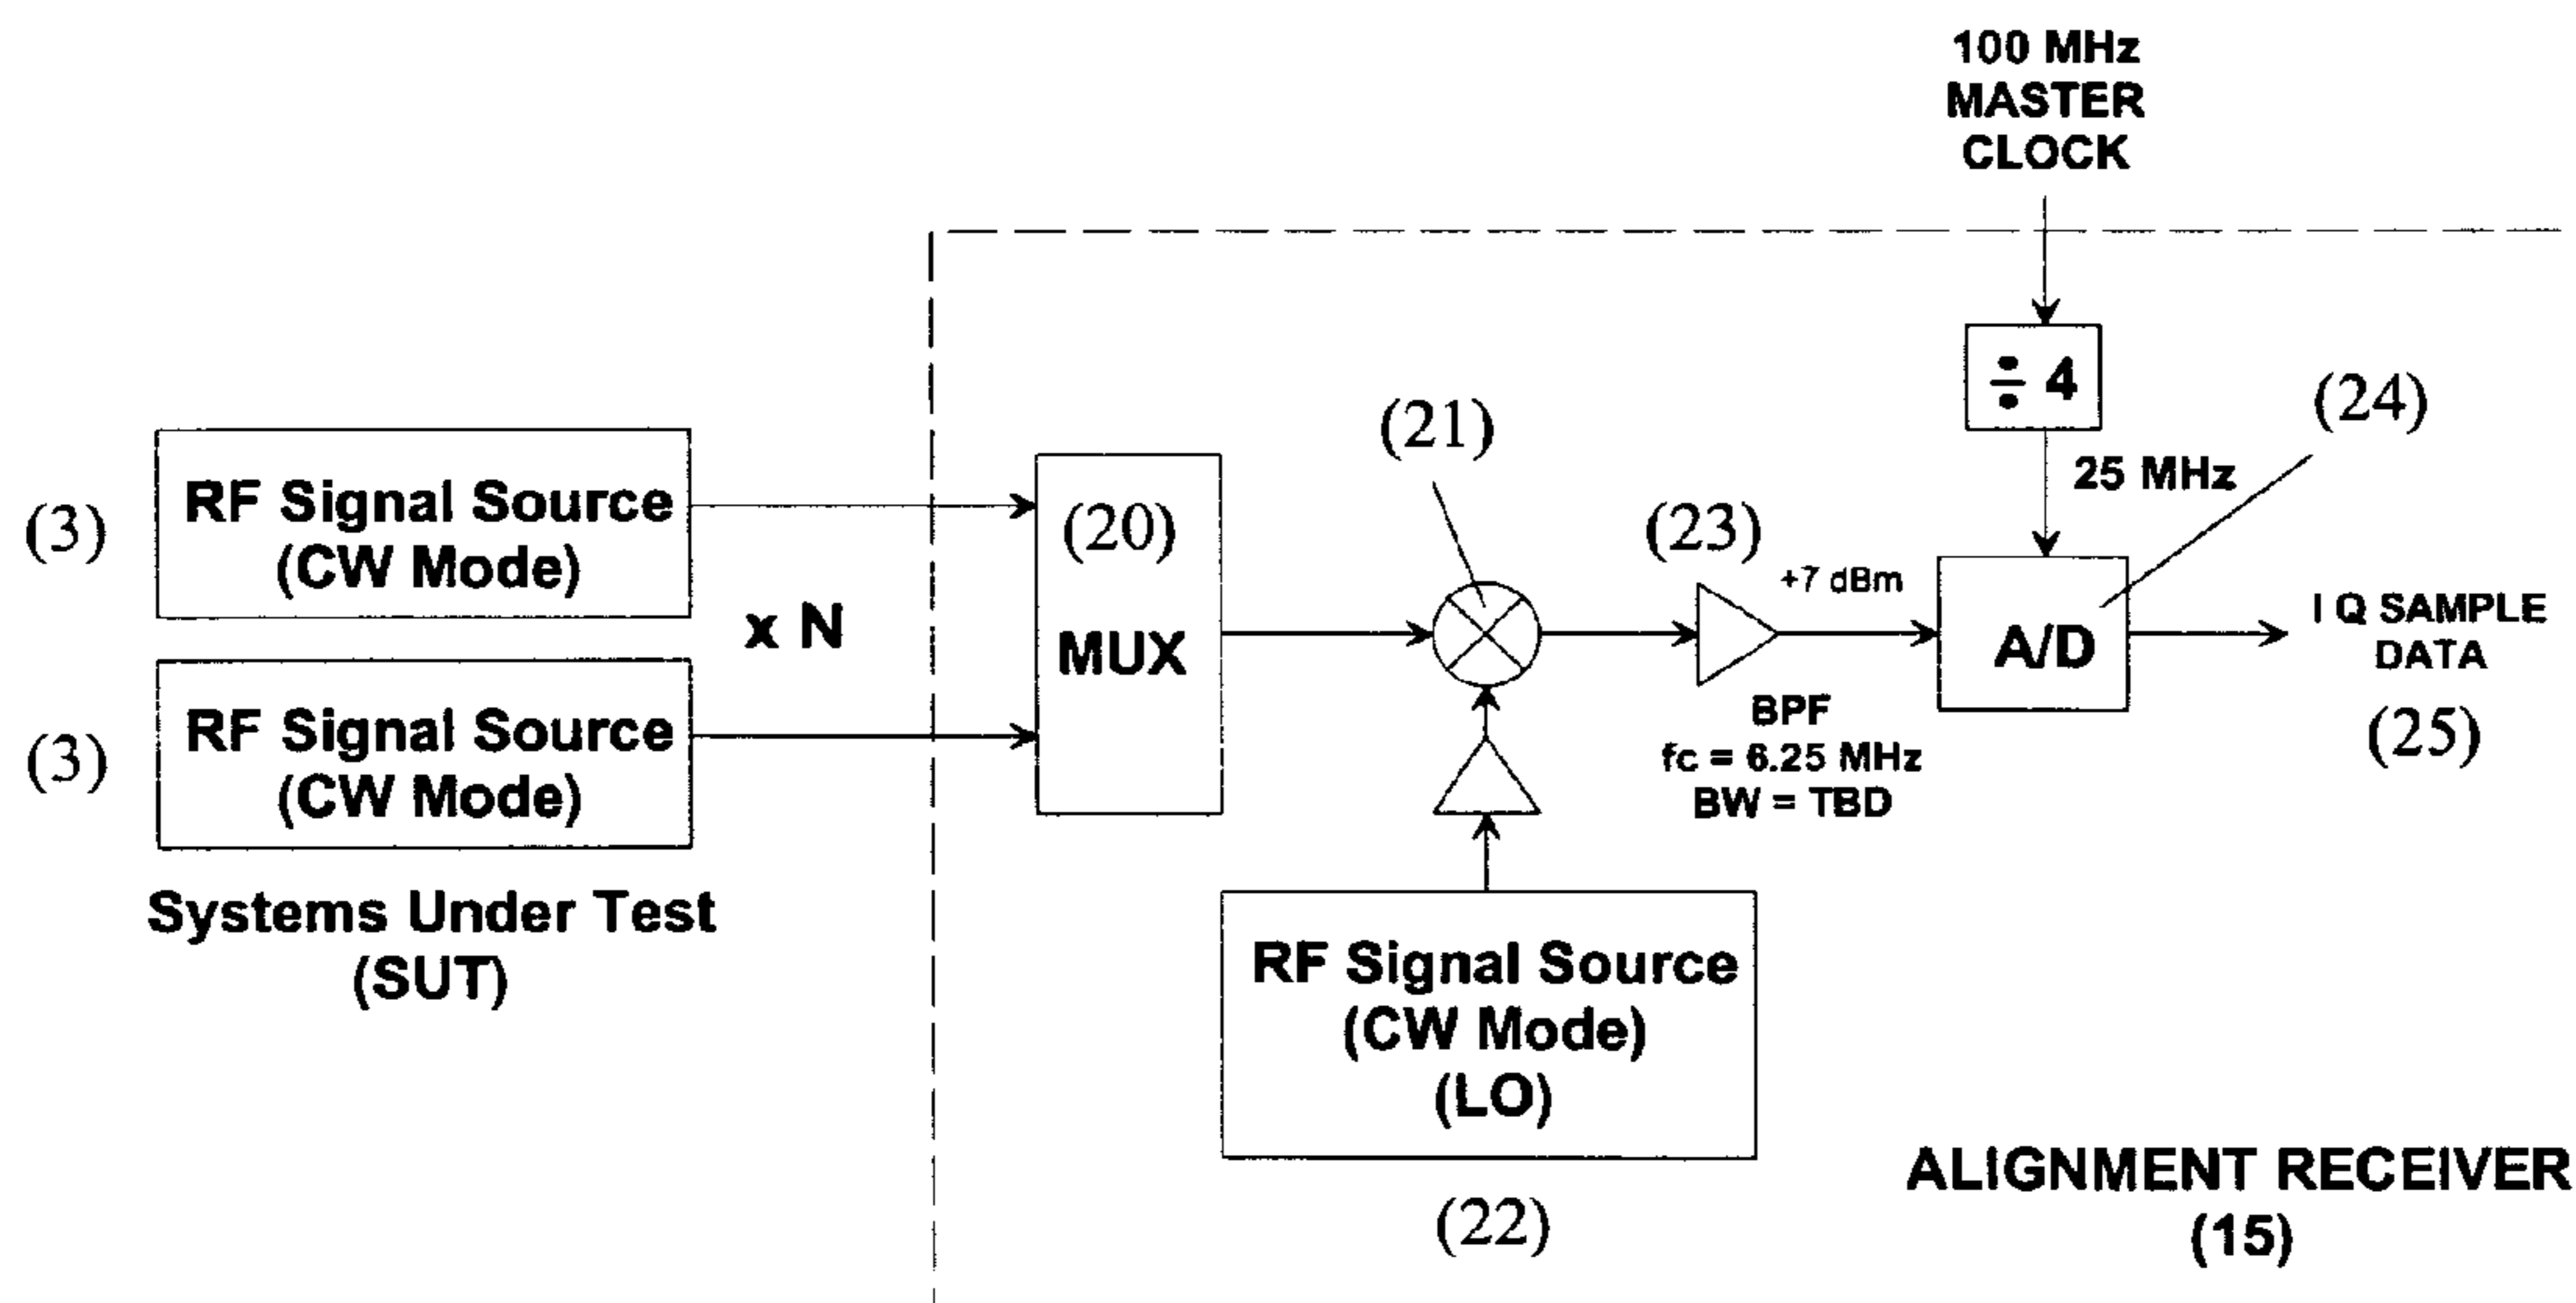 100 MHz
MASTER
CLOCK
÷ 4
(24)
25 MHz
(21)
(3)
RF Signal Source
(CW Mode)
(20)
MUX
(23)
+7 dBm
A/D
I Q SAMPLE
DATA
(25)
x N
BPF
fc = 6.25 MHz
BW = TBD
(3)
RF Signal Source
(CW Mode)
Systems Under Test
(SUT)
RF Signal Source
(CW Mode)
(LO)
(22)
ALIGNMENT RECEIVER
(15)